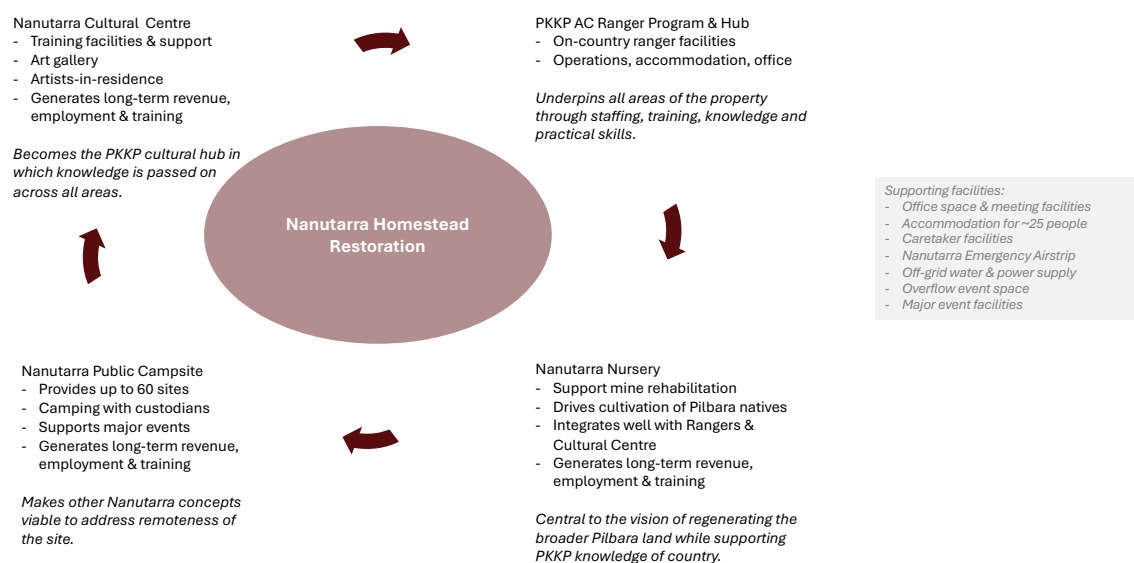 Nanutarra Cultural Centre
- Training facilities & support
- Art gallery
- Artists-in-residence
- Generates long-term revenue,
employment & training
Becomes the PKKP cultural hub in
which knowledge is passed on
across all areas.
PKKP AC Ranger Program & Hub
- On-country ranger facilities
- Operations, accommodation, office
Underpins all areas of the property
through staffing, training, knowledge and
practical skills.
Nanutarra Homestead
Restoration
Supporting facilities:
- Office space & meeting facilities
- Accommodation for ~25 people
- Caretaker facilities
- Nanutarra Emergency Airstrip
- Off-grid water & power supply
- Overflow event space
- Major event facilities
Nanutarra Public Campsite
- Provides up to 60 sites
- Camping with custodians
- Supports major events
- Generates long-term revenue,
employment & training
Makes other Nanutarra concepts
viable to address remoteness of
the site.
Nanutarra Nursery
- Support mine rehabilitation
- Drives cultivation of Pilbara natives
- Integrates well with Rangers &
Cultural Centre
- Generates long-term revenue,
employment & training
Central to the vision of regenerating the
broader Pilbara land while supporting
PKKP knowledge of country.